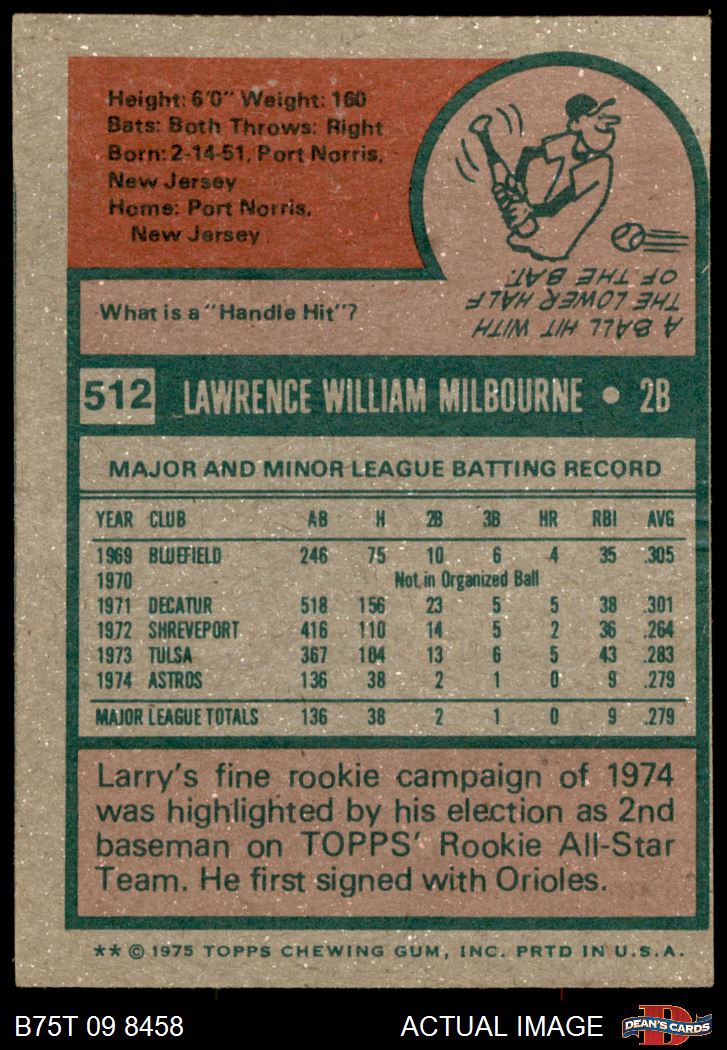 Height: 6'0" Weight: 160
Bats: Both Throws: Right
Born: 2-14-51, Port Norris,
New Jersey
Home: Port Norris,
New Jersey
What is a "Handle Hit"?
A BALL HIT WITH
THE LOWER HALF
OF THE BAT.
512 LAWRENCE WILLIAM MILBOURNE • 2B
MAJOR AND MINOR LEAGUE BATTING RECORD
YEAR CLUB AB H 2B 3B HR RBI AVG
1969 BLUEFIELD 246 75 10 6 4 35 .305
1970 Not in Organized Ball
1971 DECATUR 518 156 23 5 5 38 .301
1972 SHREVEPORT 416 110 14 5 2 36 .264
1973 TULSA 367 104 13 6 5 43 .283
1974 ASTROS 136 38 2 1 0 9 .279
MAJOR LEAGUE TOTALS 136 38 2 1 0 9 .279
Larry's fine rookie campaign of 1974
was highlighted by his election as 2nd
baseman on TOPPS' Rookie All-Star
Team. He first signed with Orioles.
** © 1975 TOPPS CHEWING GUM, INC. PRTD IN U.S.A.
B75T 09 8458 ACTUAL IMAGE D DEAN'S CARDS